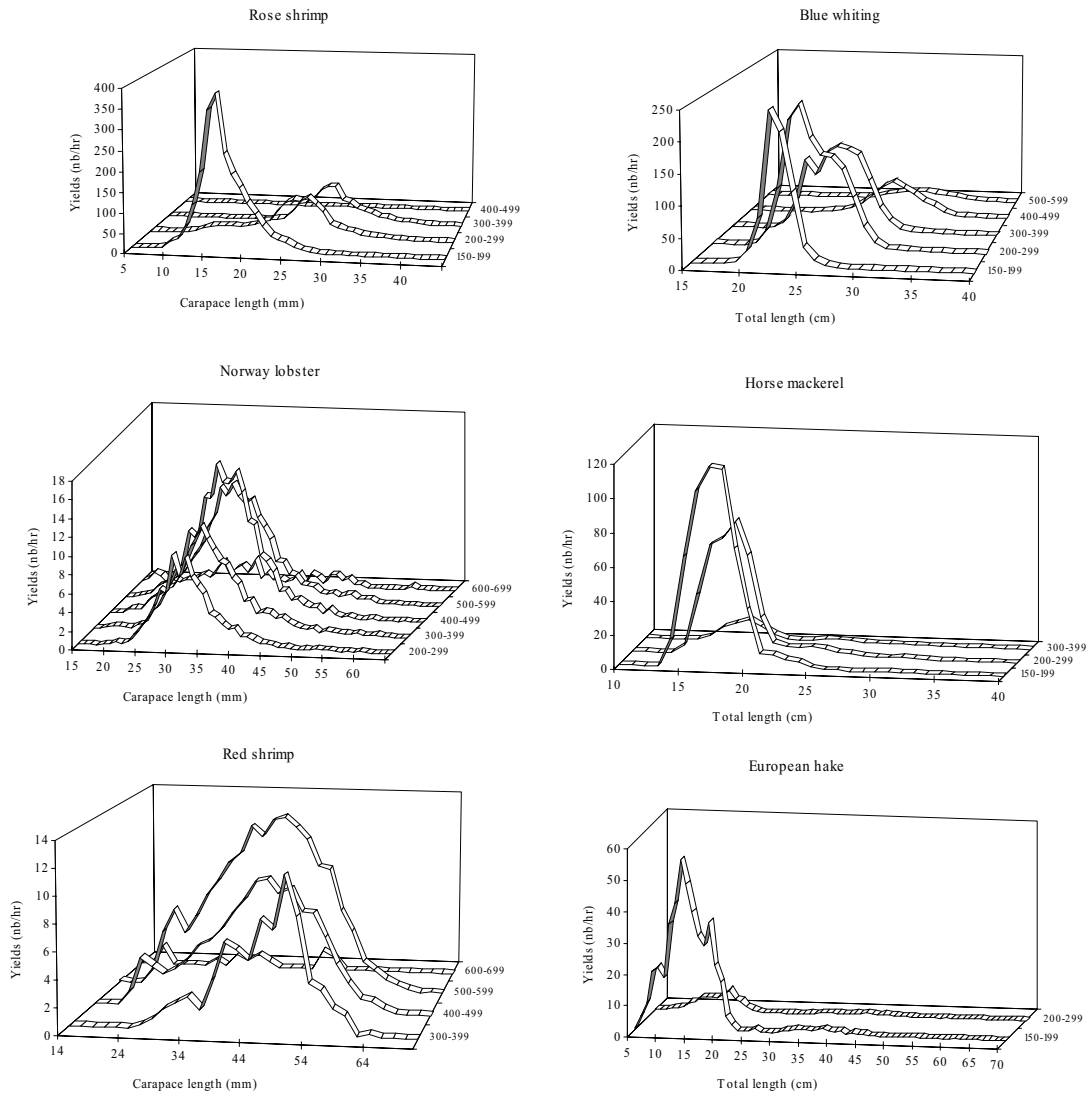 Rose shrimp
400
350
300
250
200
150
100
50
0
Yields (nb/hr)
5 10 15 20 25 30 35 40
400-499
300-399
200-299
150-199
Carapace length (mm)
Blue whiting
250
200
150
100
50
0
Yields (nb/hr)
15 20 25 30 35 40
500-599
400-499
300-399
200-299
150-199
Total length (cm)
Norway lobster
18
16
14
12
10
8
6
4
2
0
Yields (nb/hr)
15 20 25 30 35 40 45 50 55 60
600-699
500-599
400-499
300-399
200-299
Carapace length (mm)
Horse mackerel
120
100
80
60
40
20
0
Yields (nb/hr)
10 15 20 25 30 35 40
300-399
200-299
150-199
Total length (cm)
Red shrimp
14
12
10
8
6
4
2
0
Yields (nb/hr)
14 24 34 44 54 64
600-699
500-599
400-499
300-399
Carapace length (mm)
European hake
60
50
40
30
20
10
0
Yields (nb/hr)
5 10 15 20 25 30 35 40 45 50 55 60 65 70
200-299
150-199
Total length (cm)